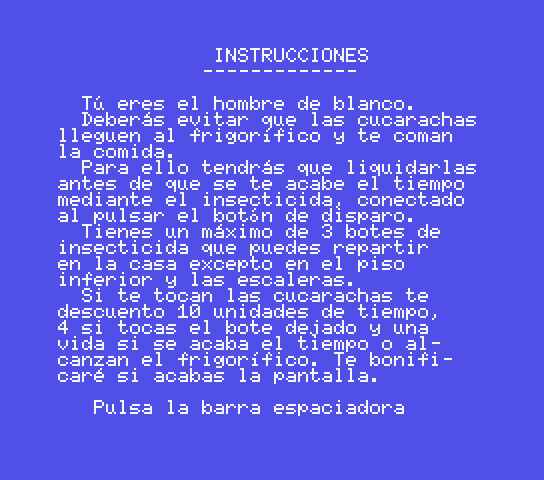 INSTRUCCIONES
-------------
Tú eres el hombre de blanco.
Deberás evitar que las cucarachas
lleguen al frigorífico y te coman
la comida.
Para ello tendrás que liquidarlas
antes de que se te acabe el tiempo
mediante el insecticida, conectado
al pulsar el botón de disparo.
Tienes un máximo de 3 botes de
insecticida que puedes repartir
en la casa excepto en el piso
inferior y las escaleras.
Si te tocan las cucarachas te
descuento 10 unidades de tiempo,
4 si tocas el bote dejado y una
vida si se acaba el tiempo o al-
canzan el frigorífico. Te bonifi-
caré si acabas la pantalla.
Pulsa la barra espaciadora